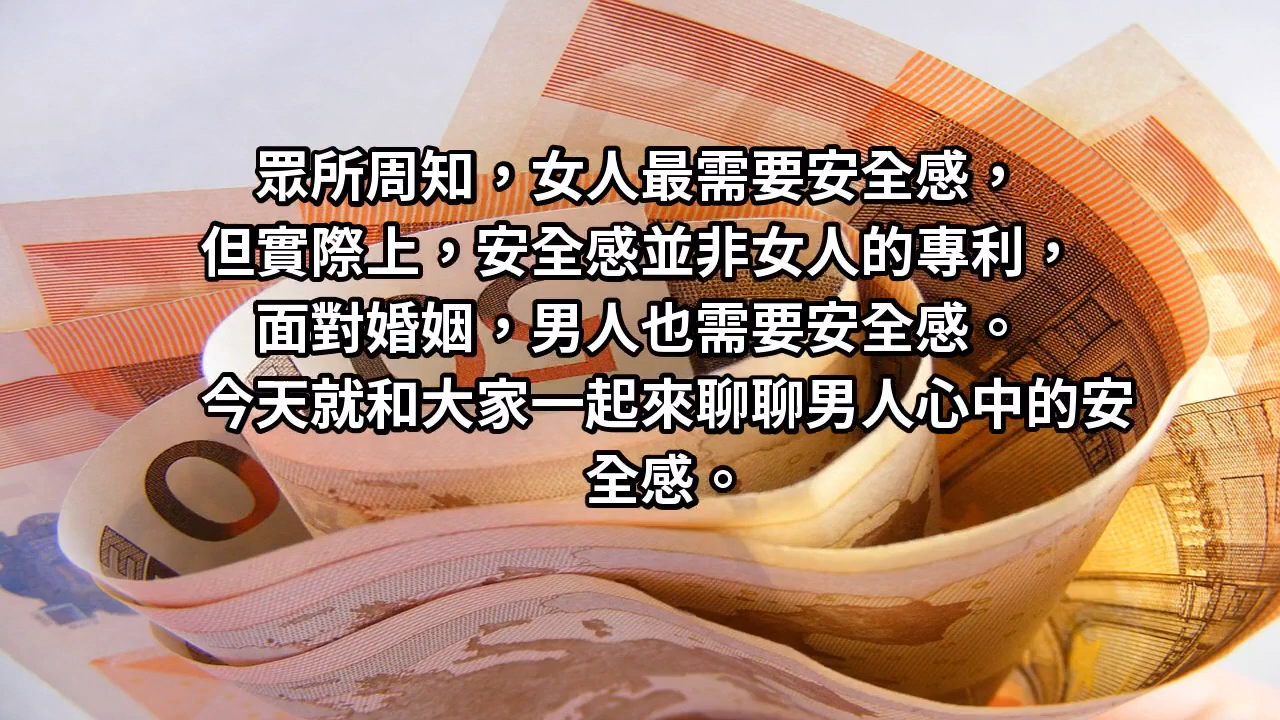 眾所周知，女人最需要安全感，
但實際上，安全感並非女人的專利，
面對婚姻，男人也需要安全感。
今天就和大家一起來聊聊男人心中的安
全感。